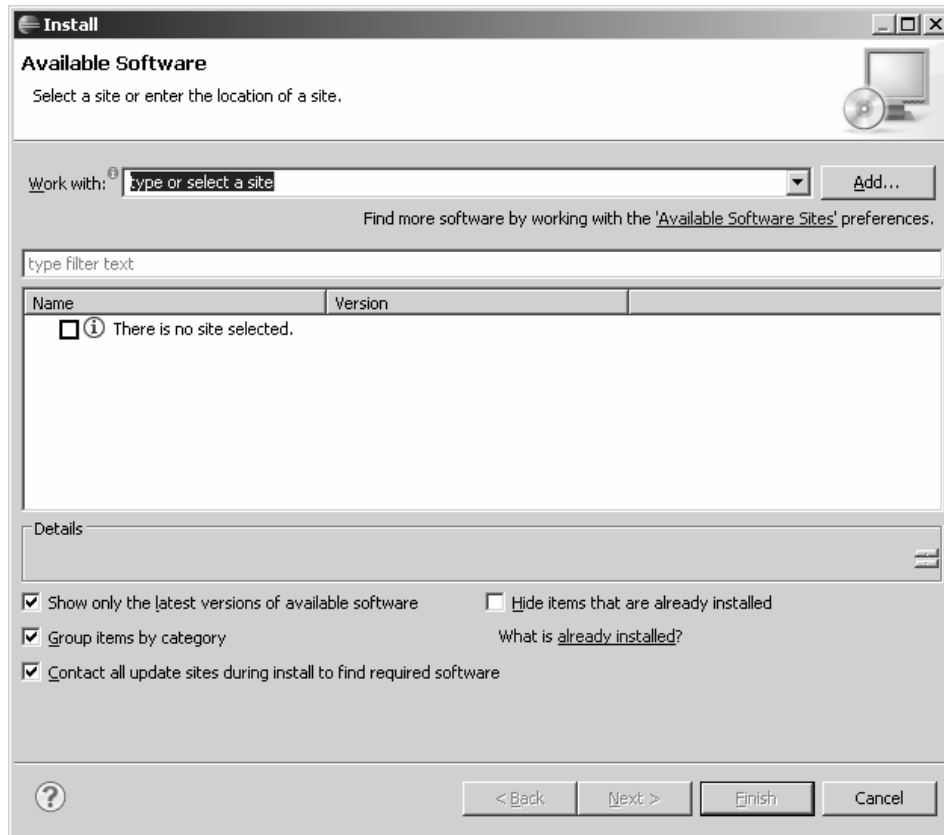 Install
Available Software
Select a site or enter the location of a site.
Work with: type or select a site Add...
Find more software by working with the 'Available Software Sites' preferences.
type filter text
Name Version
There is no site selected.
Details
Show only the latest versions of available software Hide items that are already installed
Group items by category What is already installed?
Contact all update sites during install to find required software
< Back Next > Finish Cancel